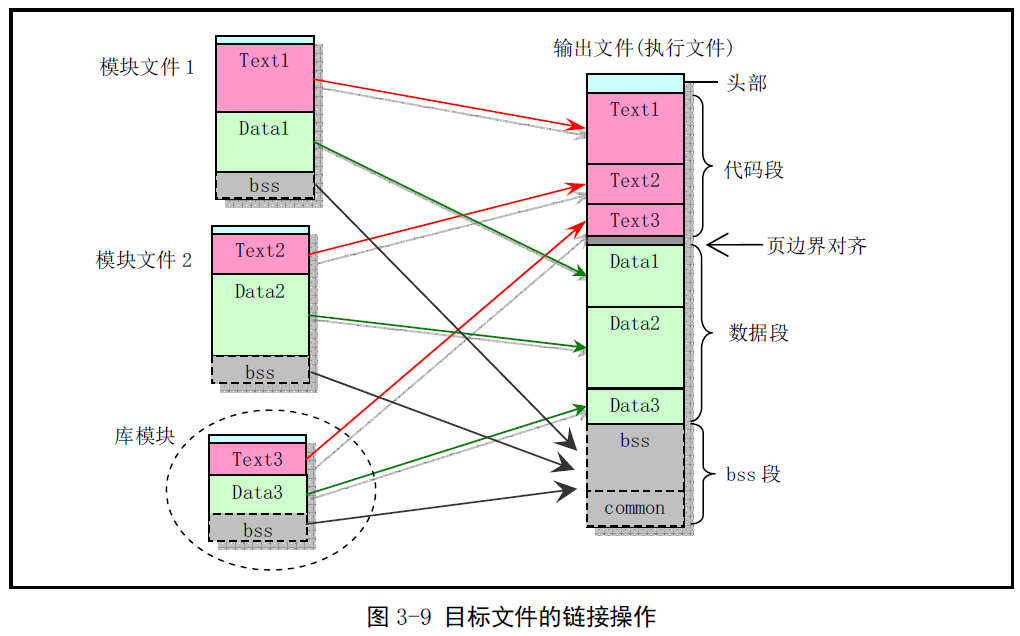 模块文件 1
Text1
Data1
bss
模块文件 2
Text2
Data2
bss
库模块
Text3
Data3
bss
输出文件(执行文件)
头部
Text1
Text2
Text3
代码段
页边界对齐
Data1
Data2
Data3
数据段
bss
common
bss 段
图 3-9 目标文件的链接操作